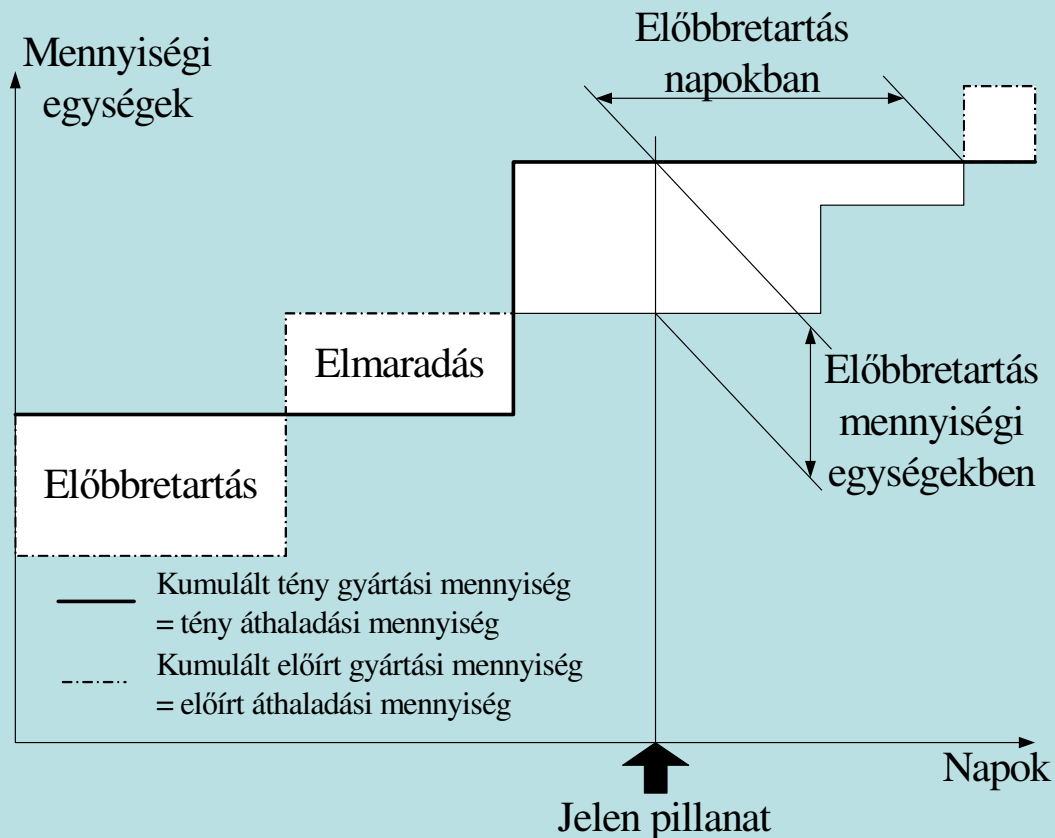 Mennyiségi
egységek
Előbbretartás
napokban
Elmaradás
Előbbretartás
mennyiségi
egységekben
Előbbretartás
Kumulált tény gyártási mennyiség
= tény áthaladási mennyiség
Kumulált előírt gyártási mennyiség
= előírt áthaladási mennyiség
Napok
Jelen pillanat